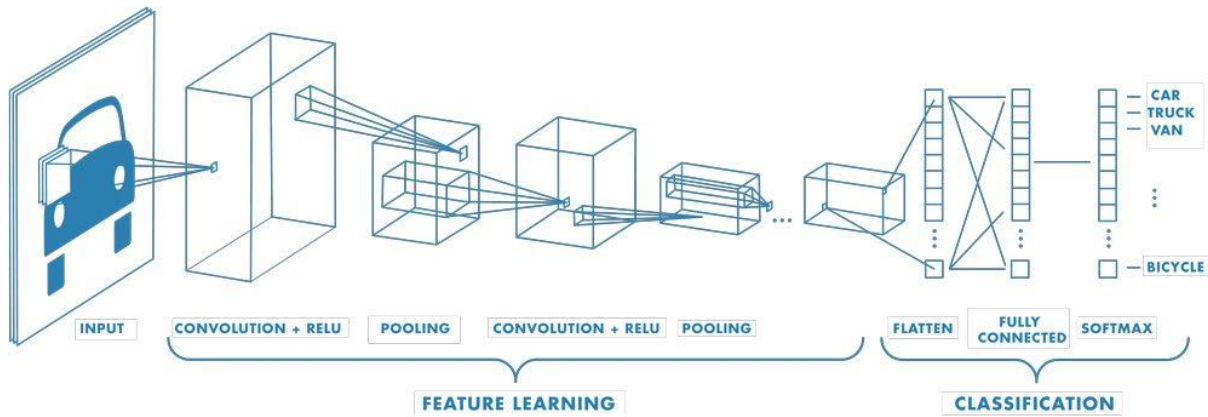 CAR
TRUCK
VAN
BICYCLE
INPUT
CONVOLUTION + RELU
POOLING
CONVOLUTION + RELU
POOLING
FLATTEN
FULLY
CONNECTED
SOFTMAX
FEATURE LEARNING
CLASSIFICATION